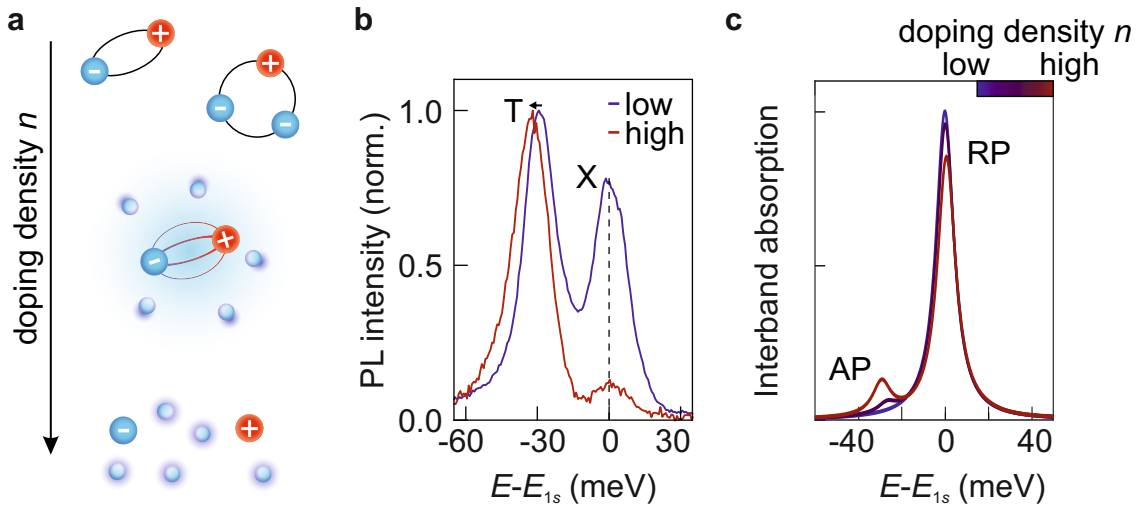 a
doping density n
b
PL intensity (norm.)
1.0
0.5
0.0
T
X
low
high
-60
-30
0
30
E-E1s (meV)
c
doping density n
low
high
Interband absorption
RP
AP
-40
0
40
E-E1s (meV)